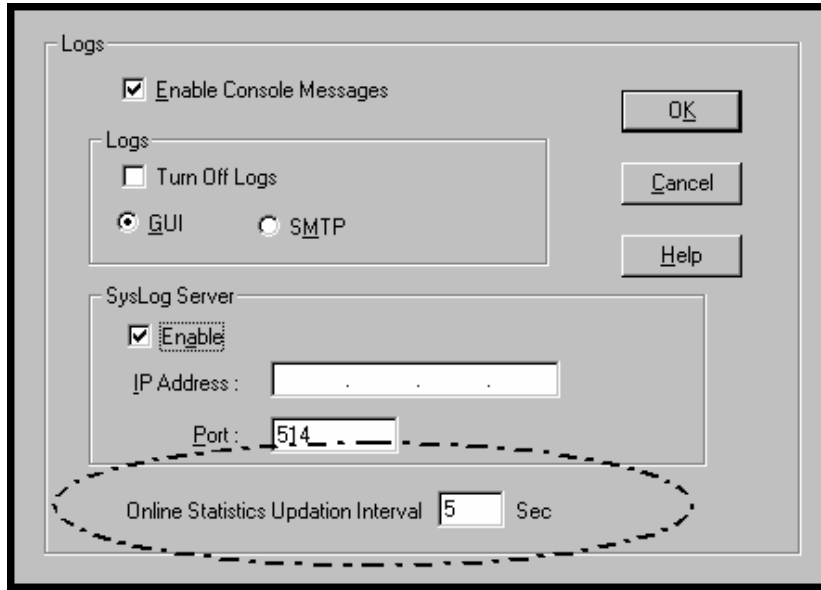 Logs
Enable Console Messages
OK
Logs
Turn Off Logs
Cancel
GUI SMTP
Help
SysLog Server
Enable
IP Address : . . .
Port : 514
Online Statistics Updation Interval 5 Sec